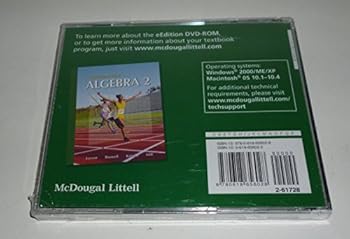 To learn more about the eEdition DVD-ROM,
or to get more information about your textbook
program, just visit www.mcdougallittell.com
ALGEBRA 2
Operating systems:
Windows® 2000/ME/XP
Macintosh® OS 10.1–10.4
For additional technical
requirements, please visit
www.mcdougallittell.com/
techsupport
90000
2-61728
McDougal Littell